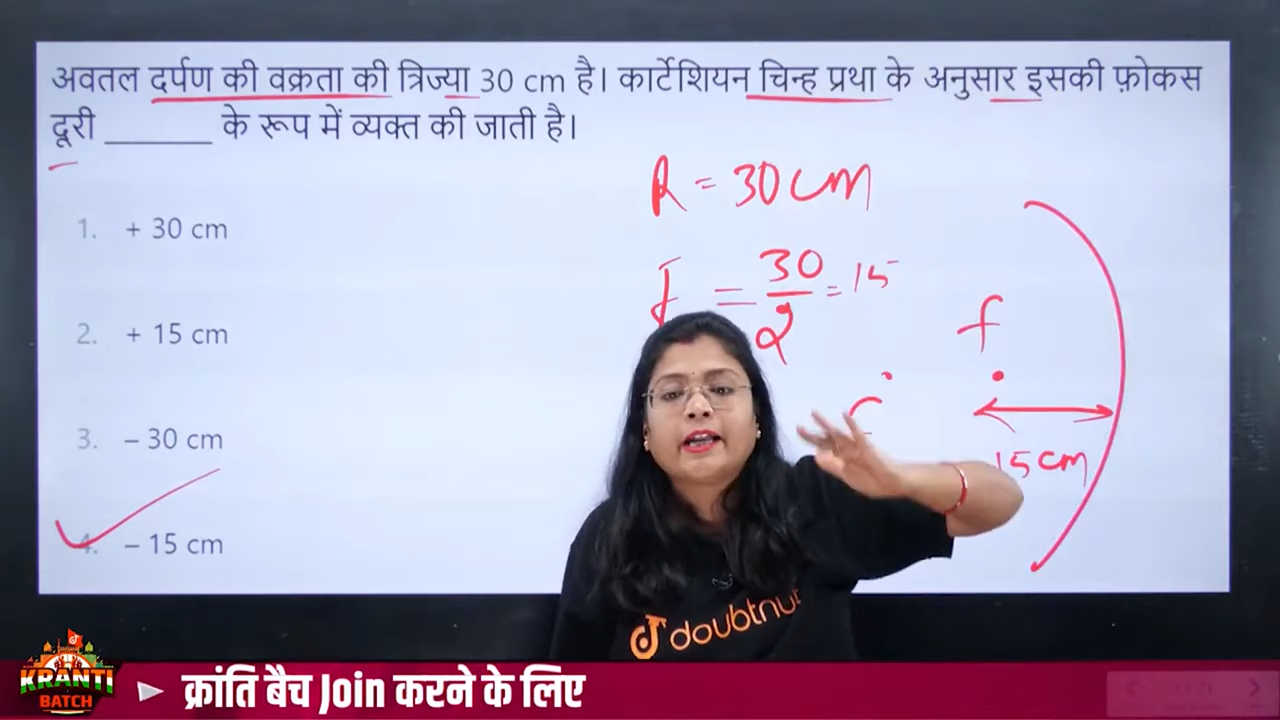 अवतल दर्पण की वक्रता की त्रिज्या 30 cm है। कार्टेशियन चिन्ह प्रथा के अनुसार इसकी फ़ोकस
दूरी _______ के रूप में व्यक्त की जाती है।
R = 30 cm
1. + 30 cm
f = 30/2 = 15
2. + 15 cm
f
3. – 30 cm
15 cm
4. – 15 cm
doubtnut
KRANTI
BATCH
क्रांति बैच Join करने के लिए